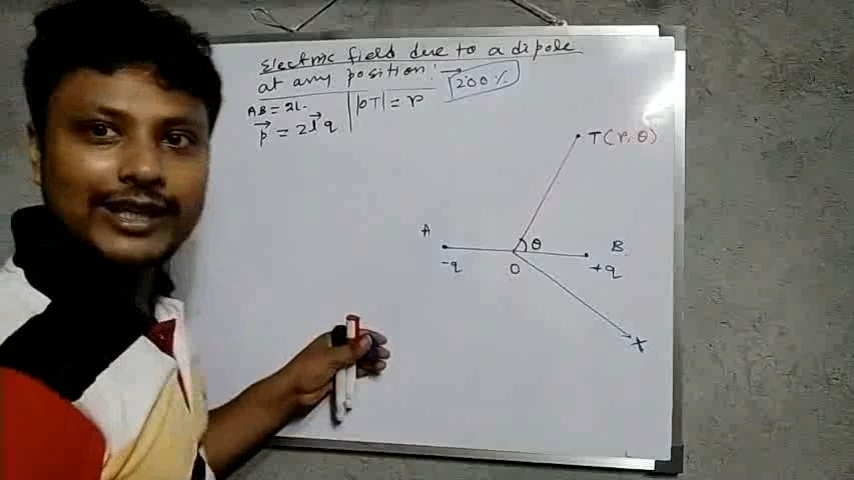 Electric field due to a dipole
at any position: → 200%
AB = 2l. |OT| = r
p⃗ = 2l⃗ q
T(r, θ)
A θ B
-q O +q
X